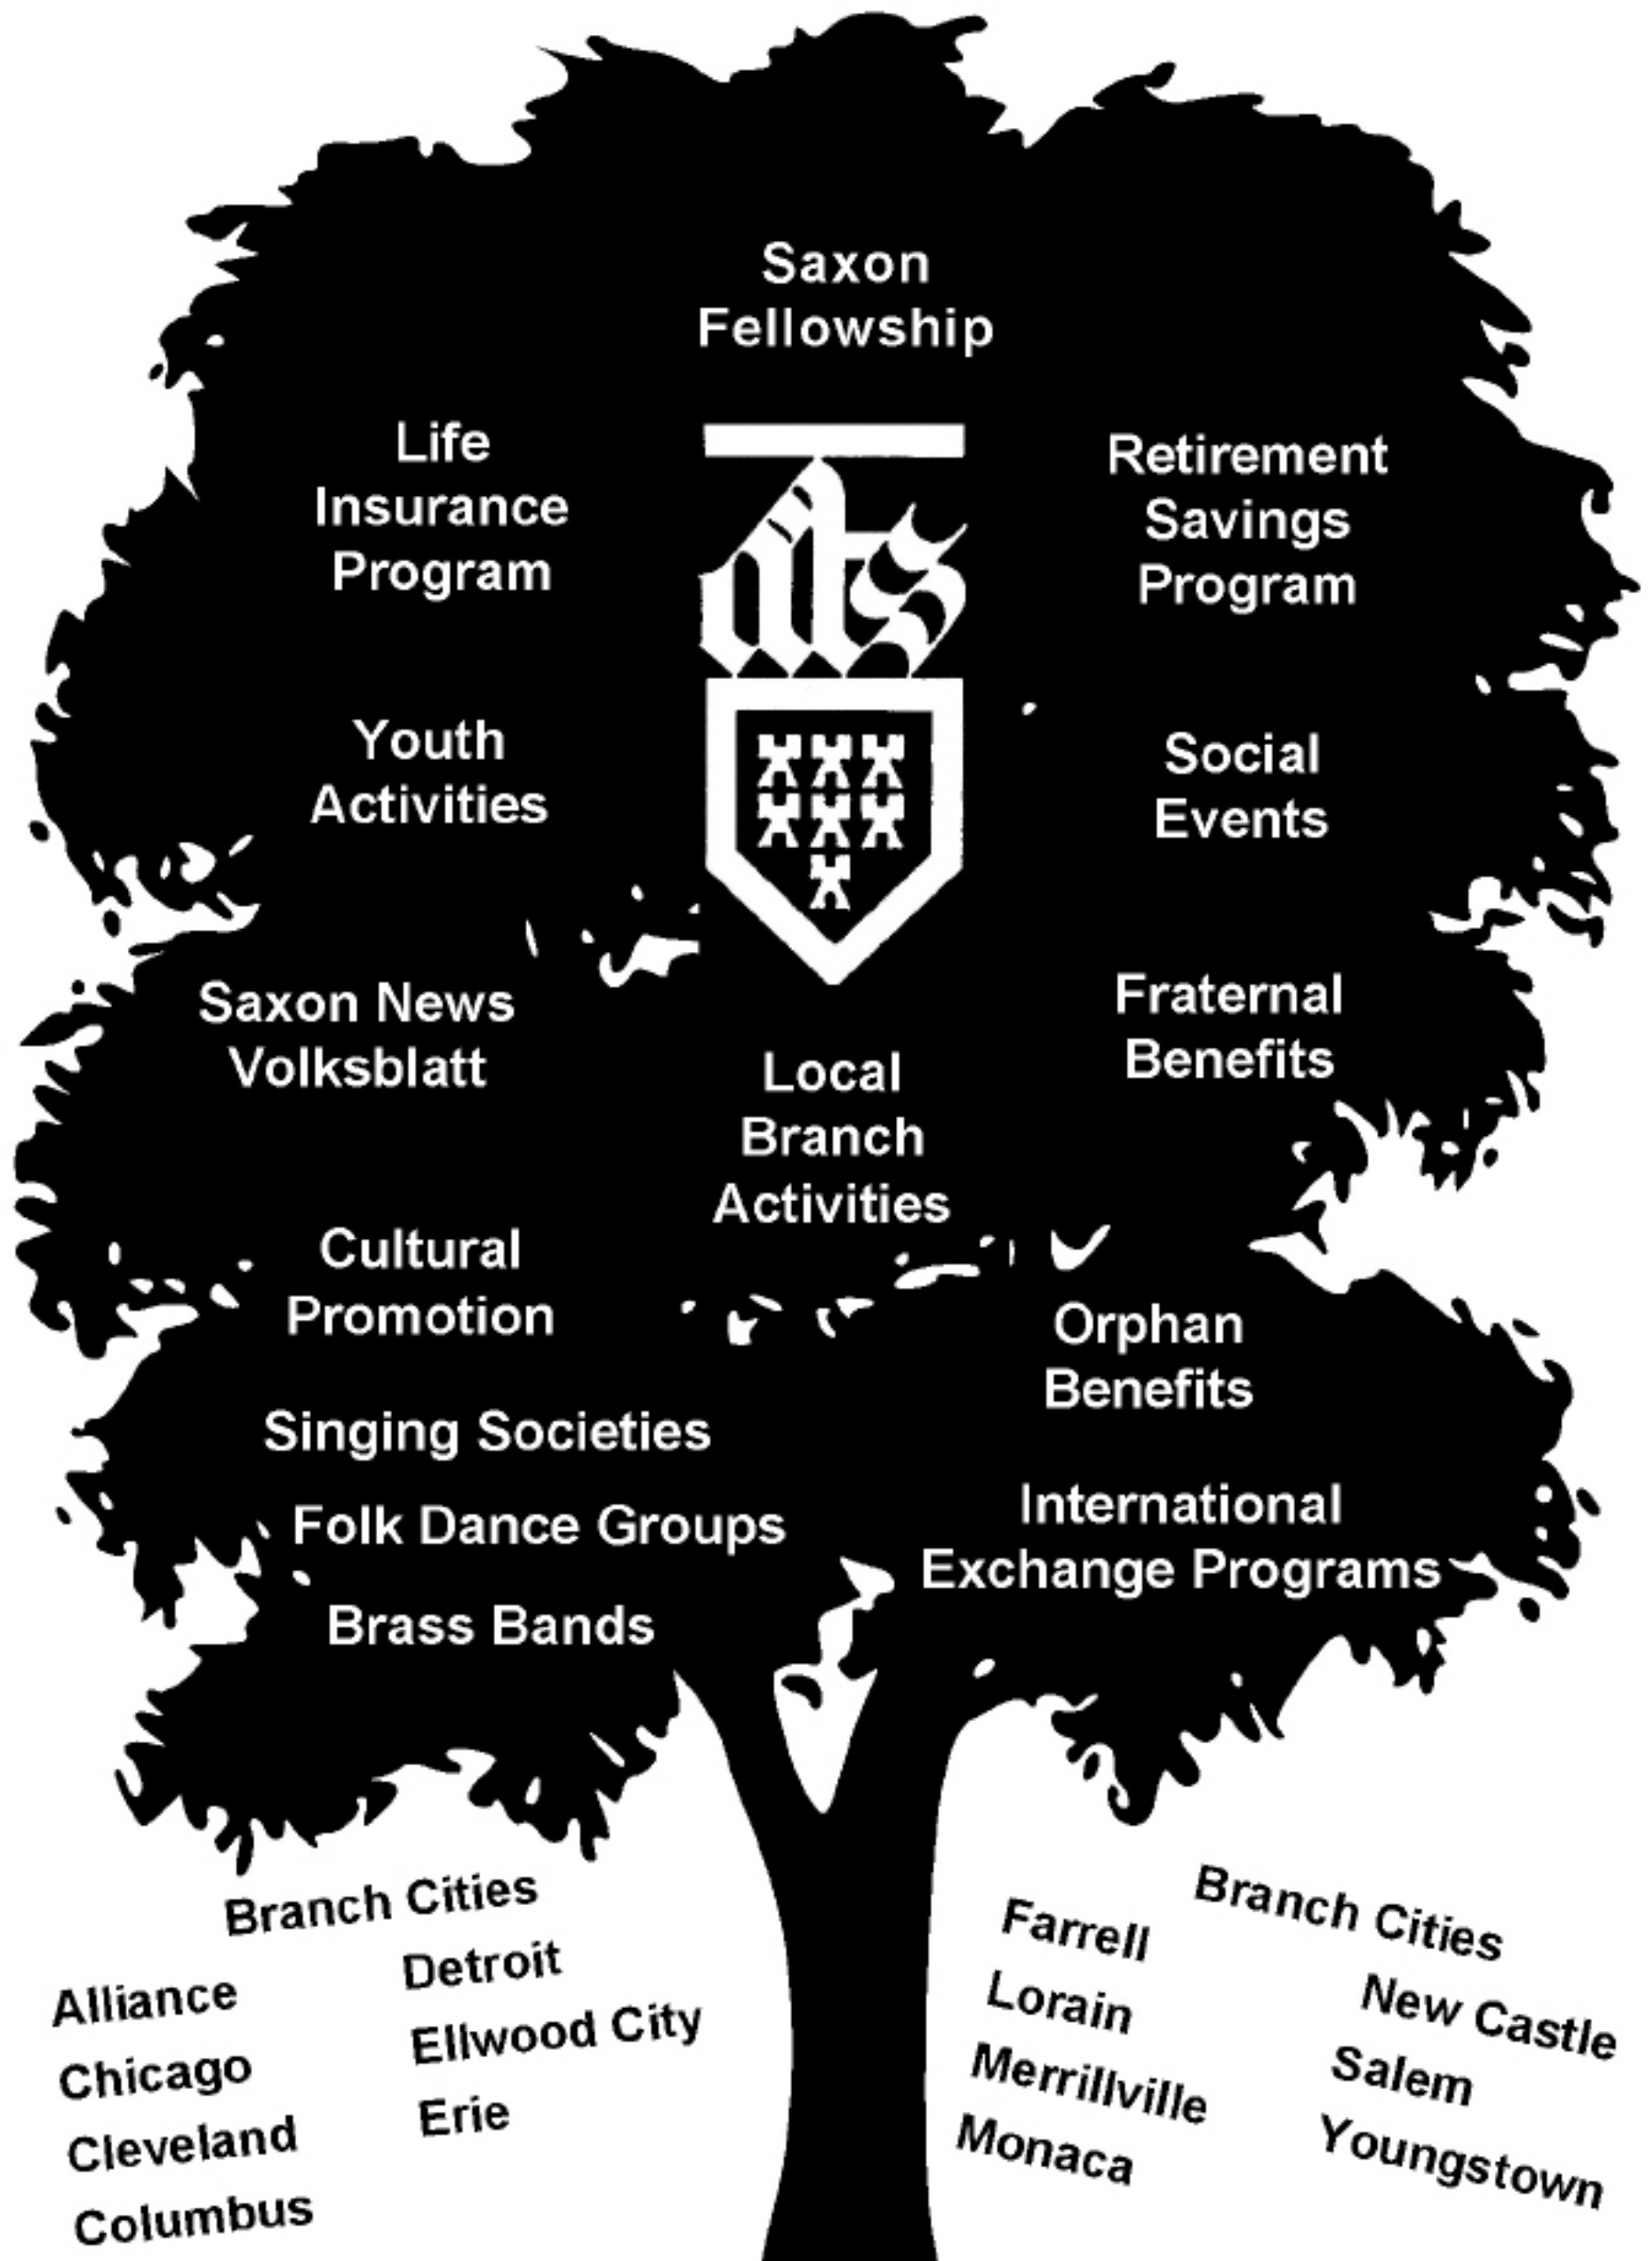 Saxon
Fellowship
Life
Insurance
Program
ats
Retirement
Savings
Program
Youth
Activities
Social
Events
Saxon News
Volksblatt
Fraternal
Benefits
Local
Branch
Activities
Cultural
Promotion
Orphan
Benefits
Singing Societies
Folk Dance Groups
International
Exchange Programs
Brass Bands
Branch Cities
Alliance
Chicago
Cleveland
Columbus
Detroit
Ellwood City
Erie
Branch Cities
Farrell
Lorain
Merrillville
Monaca
New Castle
Salem
Youngstown